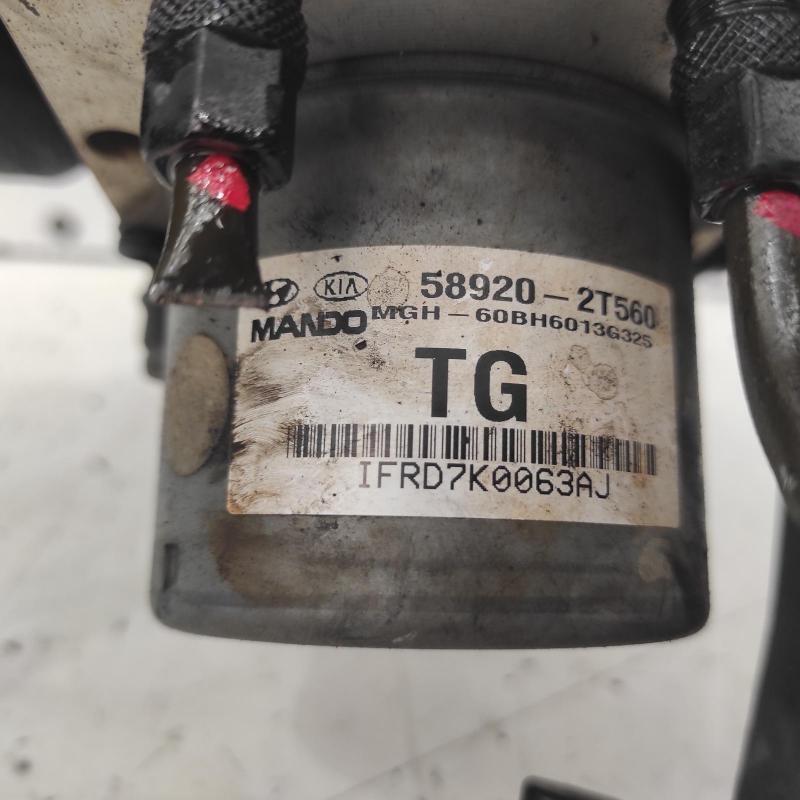 KIA 58920-2T560
MANDO MGH-60BH6013G325
TG
IFRD7K0063AJ